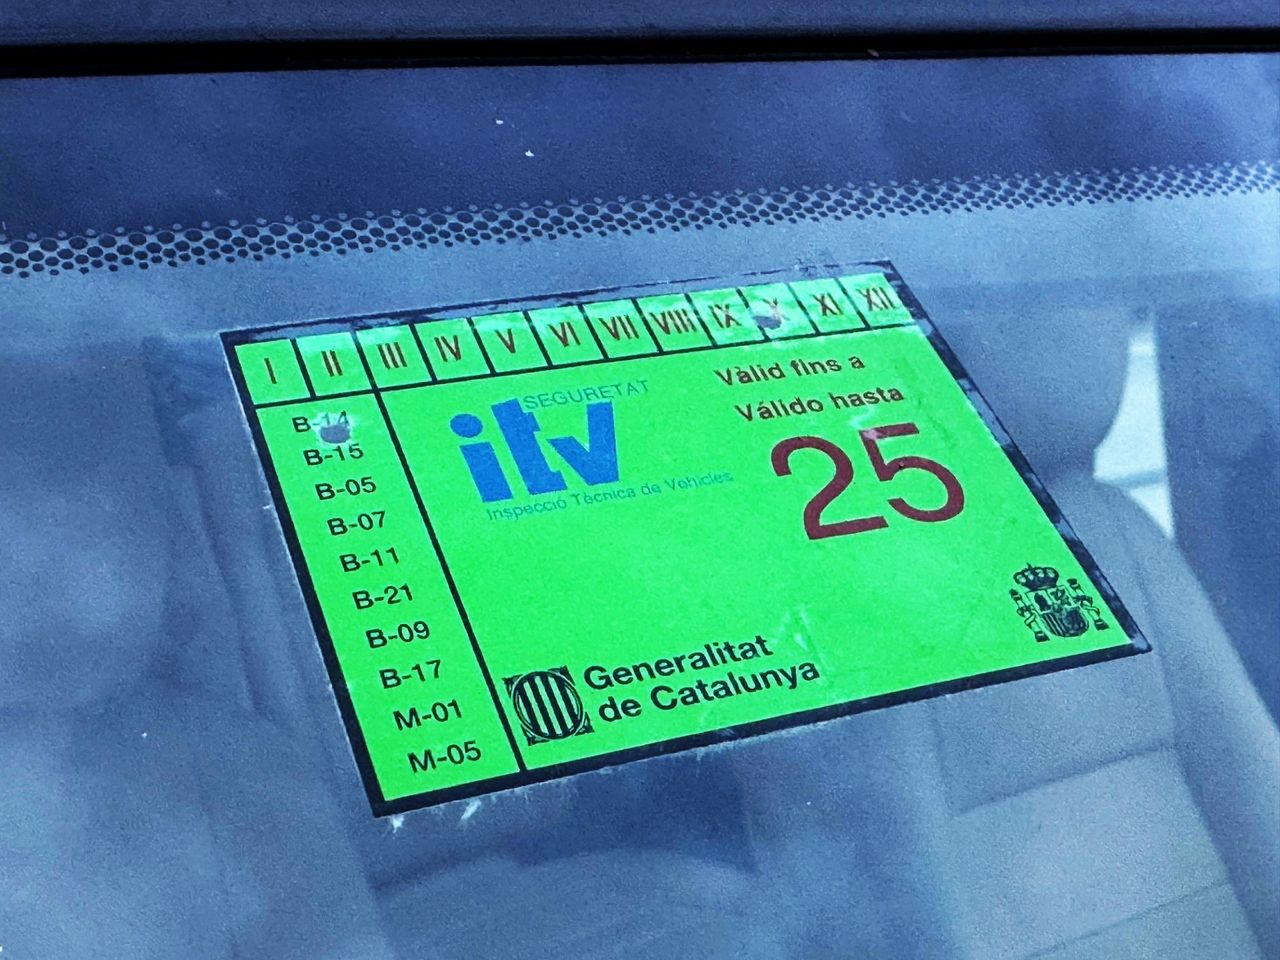 I II III IV V VI VII VIII IX X XI XII
B-14
B-15
B-05
B-07
B-11
B-21
B-09
B-17
M-01
M-05
SEGURETAT
itv
Inspecció Tècnica de Vehicles
Vàlid fins a
Válido hasta
25
Generalitat
de Catalunya